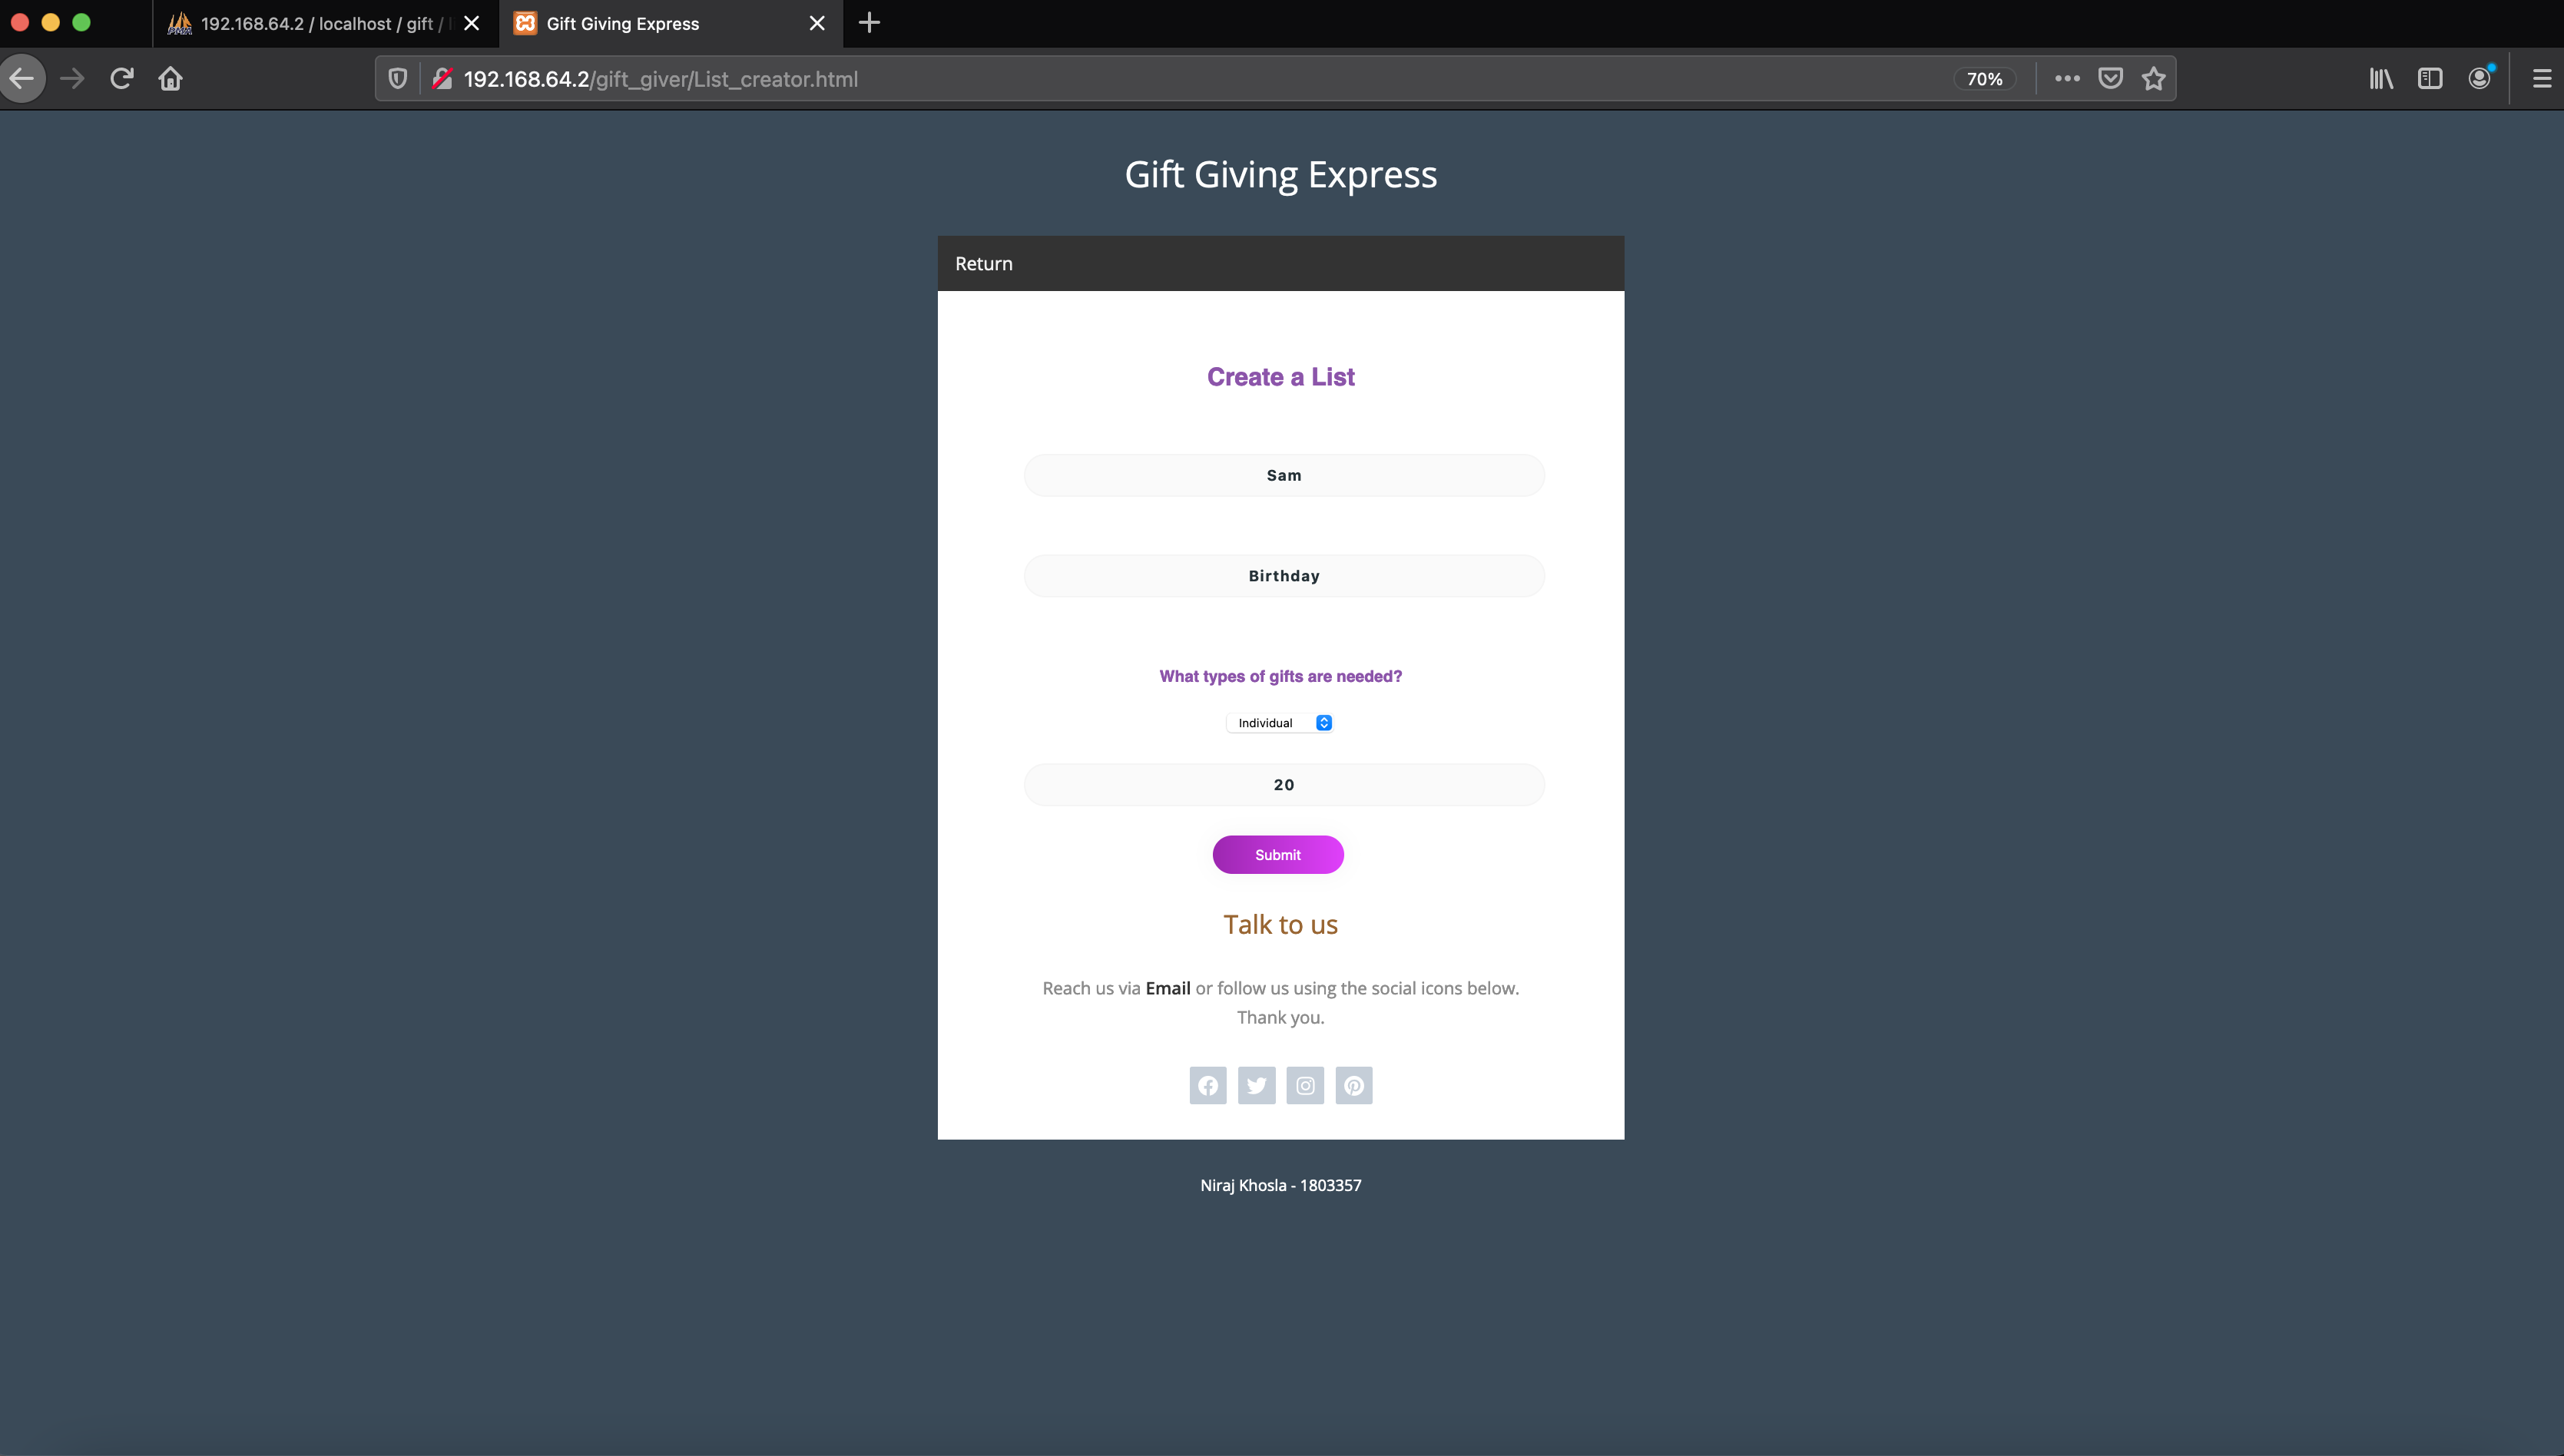 192.168.64.2 / localhost / gift /
Gift Giving Express
192.168.64.2/gift_giver/List_creator.html
70%
Gift Giving Express
Return
Create a List
Sam
Birthday
What types of gifts are needed?
Individual
20
Submit
Talk to us
Reach us via Email or follow us using the social icons below.
Thank you.
Niraj Khosla - 1803357